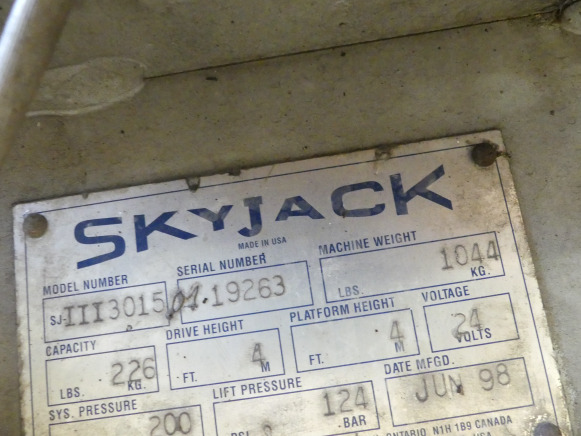 SKYJACK
MADE IN USA
MODEL NUMBER SERIAL NUMBER MACHINE WEIGHT
SJ-III3015 19263 LBS. 1044 KG.
CAPACITY DRIVE HEIGHT PLATFORM HEIGHT VOLTAGE
LBS. 226 KG. FT. 4 M FT. 4 M 24 VOLTS
SYS. PRESSURE LIFT PRESSURE DATE MFGD.
200 124 BAR JUN 98
ONTARIO, N1H 1B9 CANADA